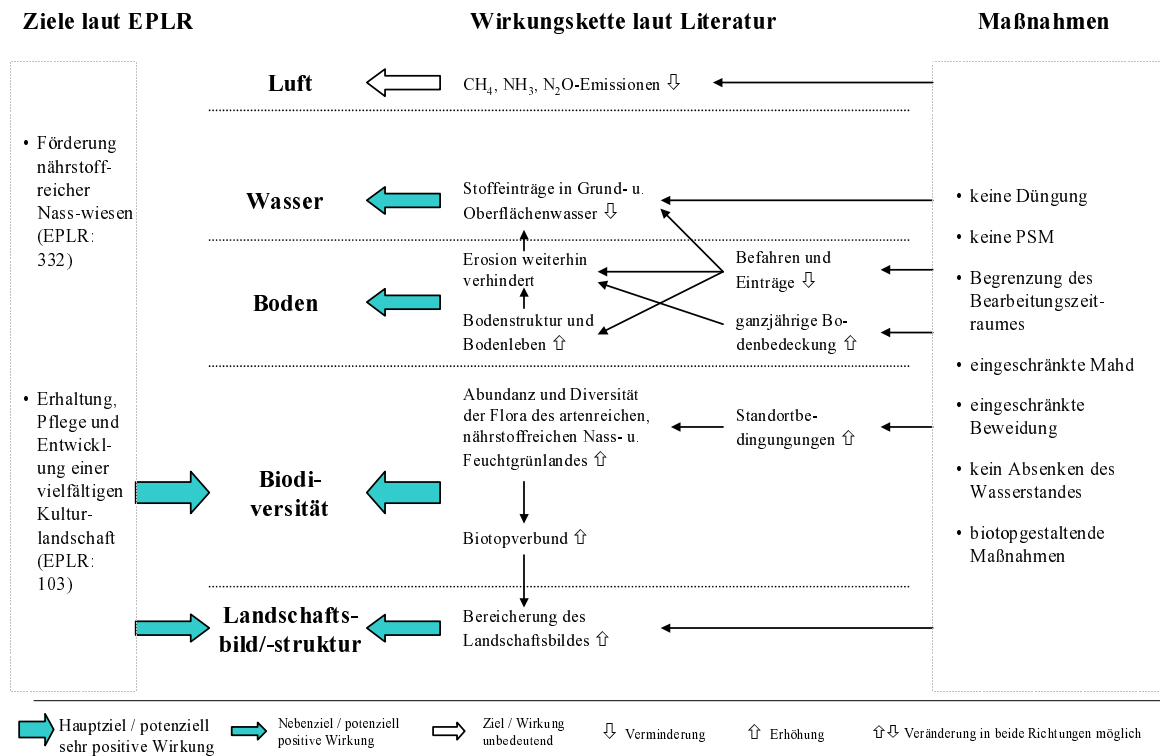 Ziele laut EPLR
Wirkungskette laut Literatur
Maßnahmen
• Förderung
nährstoff-
reicher
Nass-wiesen
(EPLR:
332)
• Erhaltung,
Pflege und
Entwickl-
ung einer
vielfältigen
Kultur-
landschaft
(EPLR:
103)
Luft
CH4, NH3, N2O-Emissionen ⇩
Wasser
Stoffeinträge in Grund- u.
Oberflächenwasser ⇩
Boden
Erosion weiterhin
verhindert
Befahren und
Einträge ⇩
Bodenstruktur und
Bodenleben ⇧
ganzjährige Bo-
denbedeckung ⇧
Biodi-
versität
Abundanz und Diversität
der Flora des artenreichen,
nährstoffreichen Nass- u.
Feuchtgrünlandes ⇧
Standortbe-
dingungungen ⇧
Biotopverbund ⇧
Landschafts-
bild/-struktur
Bereicherung des
Landschaftsbildes ⇧
• keine Düngung
• keine PSM
• Begrenzung des
Bearbeitungszeit-
raumes
• eingeschränkte Mahd
• eingeschränkte
Beweidung
• kein Absenken des
Wasserstandes
• biotopgestaltende
Maßnahmen
Hauptziel / potenziell
sehr positive Wirkung
Nebenziel / potenziell
positive Wirkung
Ziel / Wirkung
unbedeutend
⇩ Verminderung
⇧ Erhöhung
⇧⇩ Veränderung in beide Richtungen möglich